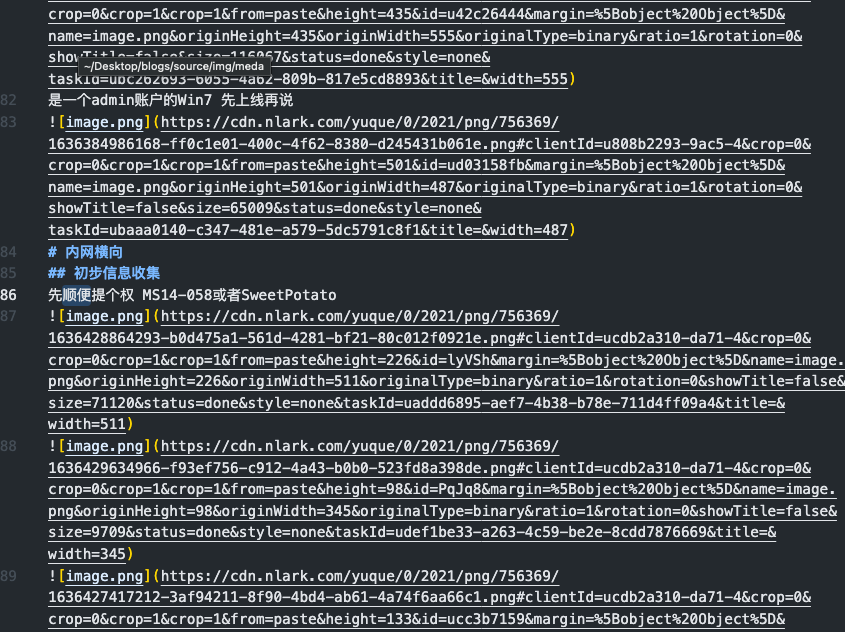 crop=0&crop=1&crop=1&from=paste&height=435&id=u42c26444&margin=%5Bobject%20Object%5D&
name=image.png&originHeight=435&originWidth=555&originalType=binary&ratio=1&rotation=0&
showTitle=false&size=116067&status=done&style=none&
~/Desktop/blogs/source/img/meda
taskId=ubc262693-6055-4a62-809b-817e5cd8893&title=&width=555)
82 是一个admin账户的Win7 先上线再说
83 ![image.png](https://cdn.nlark.com/yuque/0/2021/png/756369/
1636384986168-ff0c1e01-400c-4f62-8380-d245431b061e.png#clientId=u808b2293-9ac5-4&crop=0&
crop=0&crop=1&crop=1&from=paste&height=501&id=ud03158fb&margin=%5Bobject%20Object%5D&
name=image.png&originHeight=501&originWidth=487&originalType=binary&ratio=1&rotation=0&
showTitle=false&size=65009&status=done&style=none&
taskId=ubaaa0140-c347-481e-a579-5dc5791c8f1&title=&width=487)
84 # 内网横向
85 ## 初步信息收集
86 先顺便提个权 MS14-058或者SweetPotato
87 ![image.png](https://cdn.nlark.com/yuque/0/2021/png/756369/
1636428864293-b0d475a1-561d-4281-bf21-80c012f0921e.png#clientId=ucdb2a310-da71-4&crop=0&
crop=0&crop=1&crop=1&from=paste&height=226&id=lyVSh&margin=%5Bobject%20Object%5D&name=image.
png&originHeight=226&originWidth=511&originalType=binary&ratio=1&rotation=0&showTitle=false&
size=71120&status=done&style=none&taskId=uaddd6895-aef7-4b38-b78e-711d4ff09a4&title=&
width=511)
88 ![image.png](https://cdn.nlark.com/yuque/0/2021/png/756369/
1636429634966-f93ef756-c912-4a43-b0b0-523fd8a398de.png#clientId=ucdb2a310-da71-4&crop=0&
crop=0&crop=1&crop=1&from=paste&height=98&id=PqJq8&margin=%5Bobject%20Object%5D&name=image.
png&originHeight=98&originWidth=345&originalType=binary&ratio=1&rotation=0&showTitle=false&
size=9709&status=done&style=none&taskId=udef1be33-a263-4c59-be2e-8cdd7876669&title=&
width=345)
89 ![image.png](https://cdn.nlark.com/yuque/0/2021/png/756369/
1636427417212-3af94211-8f90-4bd4-ab61-4a74f6aa66c1.png#clientId=ucdb2a310-da71-4&crop=0&
crop=0&crop=1&crop=1&from=paste&height=133&id=ucc3b7159&margin=%5Bobject%20Object%5D&